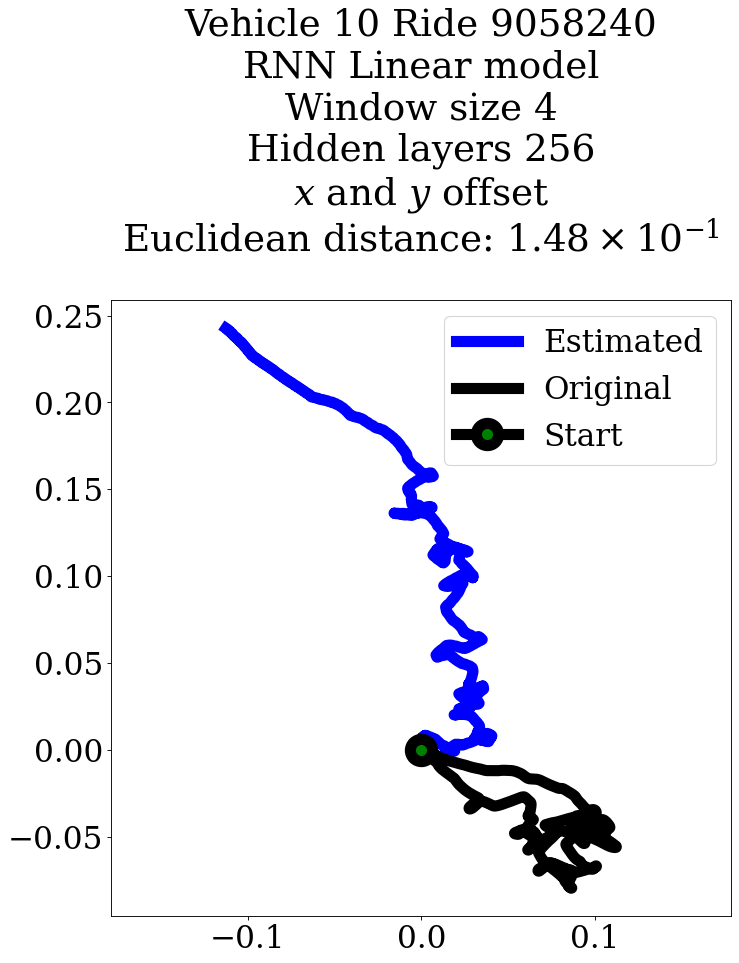 Vehicle 10 Ride 9058240
RNN Linear model
Window size 4
Hidden layers 256
x and y offset
Euclidean distance: 1.48 × 10⁻¹
Estimated
Original
Start
0.25
0.20
0.15
0.10
0.05
0.00
−0.05
−0.1 0.0 0.1